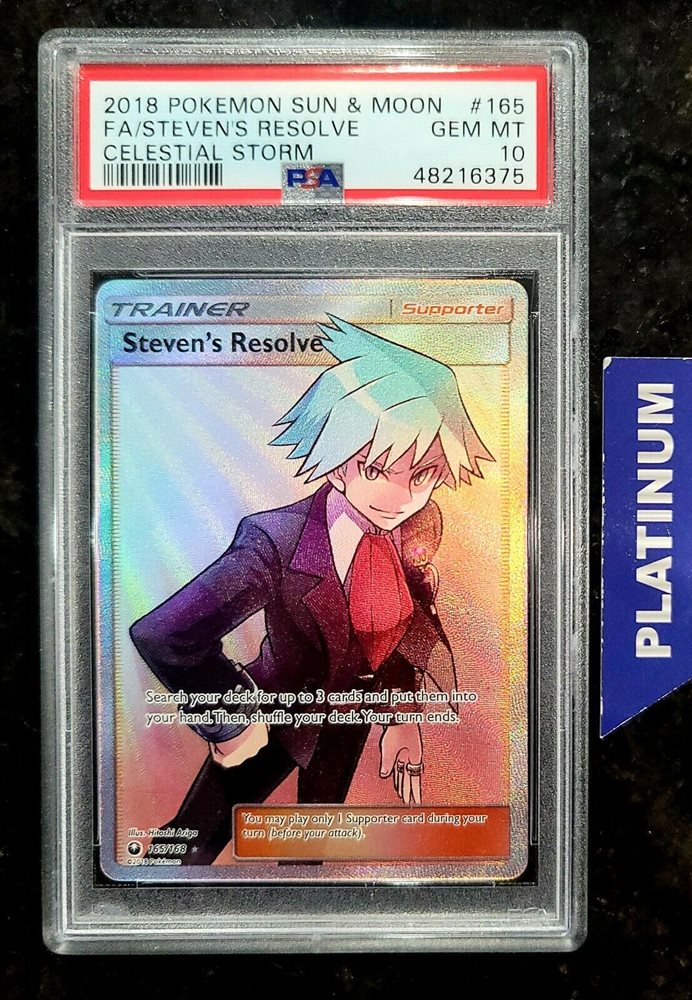 2018 POKEMON SUN & MOON #165
FA/STEVEN'S RESOLVE GEM MT
CELESTIAL STORM 10
PSA 48216375
TRAINER Supporter
Steven's Resolve
Search your deck for up to 3 cards and put them into
your hand. Then, shuffle your deck. Your turn ends.
You may play only 1 Supporter card during your
turn (before your attack).
Illus. Hitoshi Ariga
165/168
©2018 Pokémon
PLATINUM